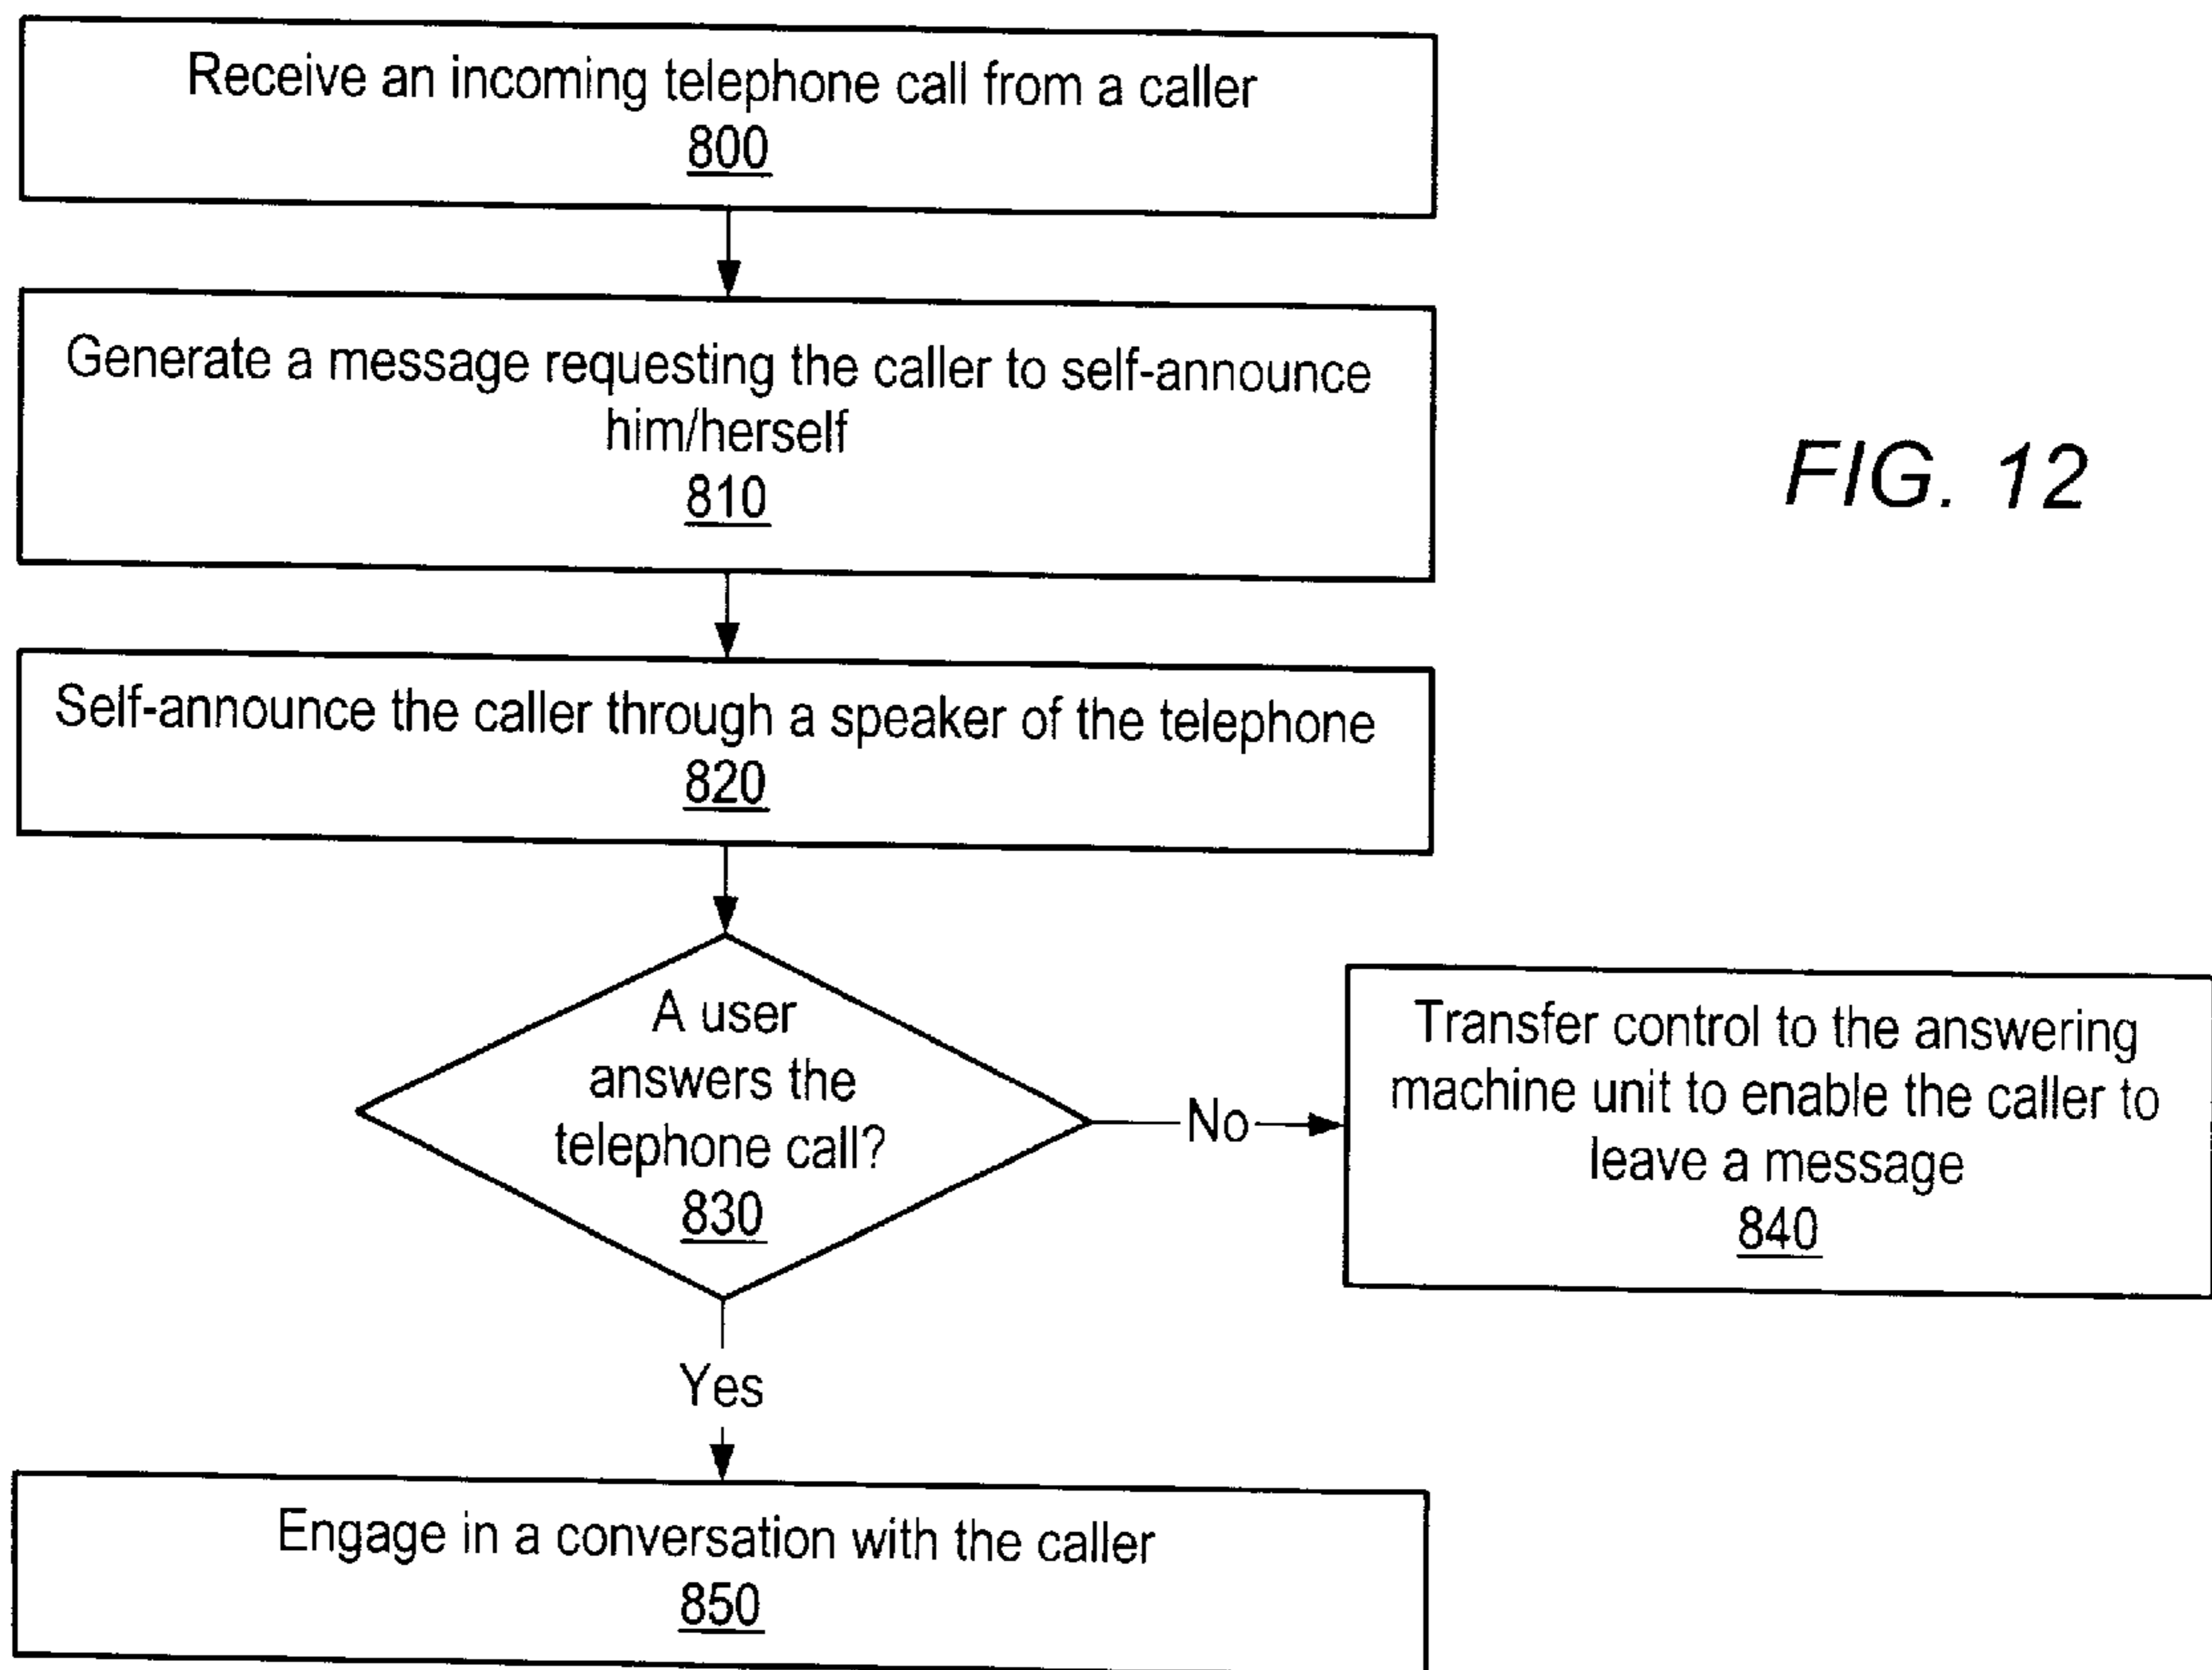 Receive an incoming telephone call from a caller
800
Generate a message requesting the caller to self-announce
him/herself
810
FIG. 12
Self-announce the caller through a speaker of the telephone
820
A user
answers the
telephone call?
830
No
Transfer control to the answering
machine unit to enable the caller to
leave a message
840
Yes
Engage in a conversation with the caller
850